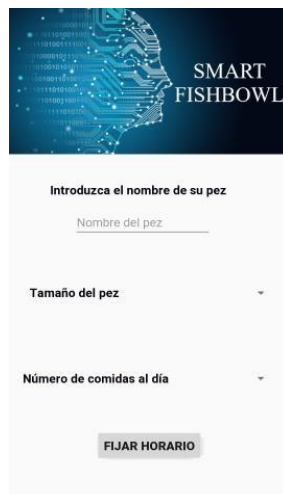 SMART
FISHBOWL
Introduzca el nombre de su pez
Nombre del pez
Tamaño del pez
Número de comidas al día
FIJAR HORARIO